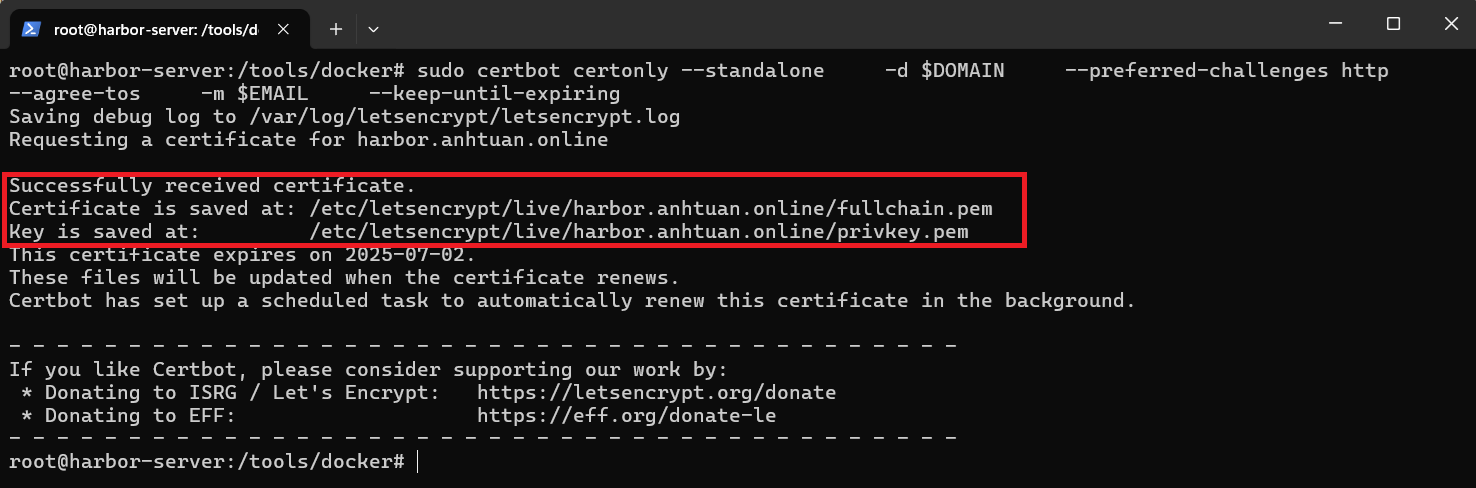 root@harbor-server: /tools/do
root@harbor-server:/tools/docker# sudo certbot certonly --standalone     -d $DOMAIN     --preferred-challenges http
--agree-tos     -m $EMAIL     --keep-until-expiring
Saving debug log to /var/log/letsencrypt/letsencrypt.log
Requesting a certificate for harbor.anhtuan.online
Successfully received certificate.
Certificate is saved at: /etc/letsencrypt/live/harbor.anhtuan.online/fullchain.pem
Key is saved at:         /etc/letsencrypt/live/harbor.anhtuan.online/privkey.pem
This certificate expires on 2025-07-02.
These files will be updated when the certificate renews.
Certbot has set up a scheduled task to automatically renew this certificate in the background.
- - - - - - - - - - - - - - - - - - - - - - - - - - - - - - - - - - - - - - - -
If you like Certbot, please consider supporting our work by:
 * Donating to ISRG / Let's Encrypt:   https://letsencrypt.org/donate
 * Donating to EFF:                    https://eff.org/donate-le
- - - - - - - - - - - - - - - - - - - - - - - - - - - - - - - - - - - - - - - -
root@harbor-server:/tools/docker#